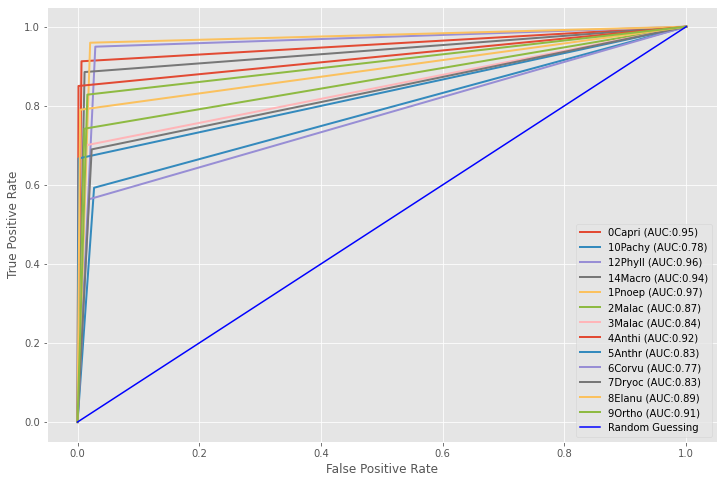 1.0
0.8
0.6
0.4
0.2
0.0
True Positive Rate
0Capri (AUC:0.95)
10Pachy (AUC:0.78)
12Phyll (AUC:0.96)
14Macro (AUC:0.94)
1Pnoep (AUC:0.97)
2Malac (AUC:0.87)
3Malac (AUC:0.84)
4Anthi (AUC:0.92)
5Anthr (AUC:0.83)
6Corvu (AUC:0.77)
7Dryoc (AUC:0.83)
8Elanu (AUC:0.89)
9Ortho (AUC:0.91)
Random Guessing
0.0 0.2 0.4 0.6 0.8 1.0
False Positive Rate